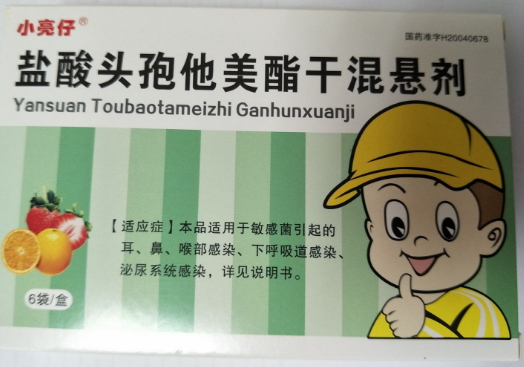 小亮仔®
国药准字H20040678
盐酸头孢他美酯干混悬剂
Yansuan Toubaotameizhi Ganhunxuanji
【适应症】本品适用于敏感菌引起的
耳、鼻、喉部感染、下呼吸道感染、
泌尿系统感染，详见说明书。
6袋/盒